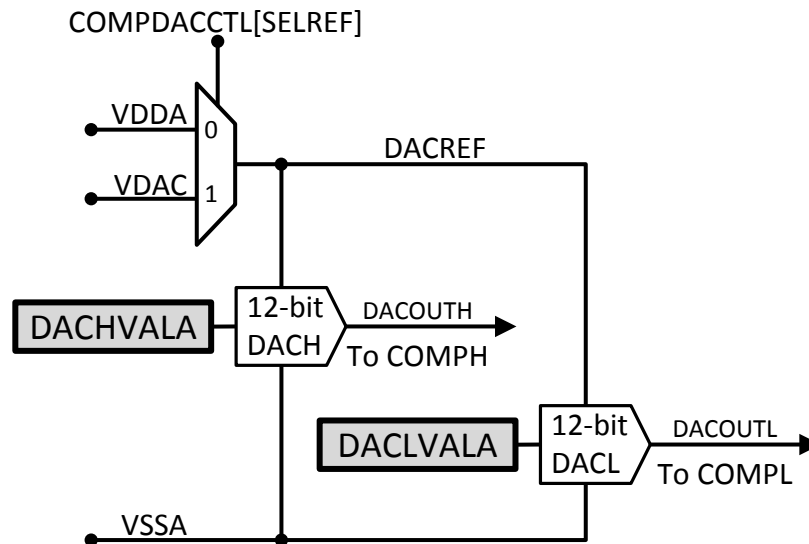 COMPDACCTL[SELREF]
VDDA
0
DACREF
VDAC
1
DACHVALA
12-bit
DACH
DACOUTH
To COMPH
DACLVALA
12-bit
DACL
DACOUTL
To COMPL
VSSA